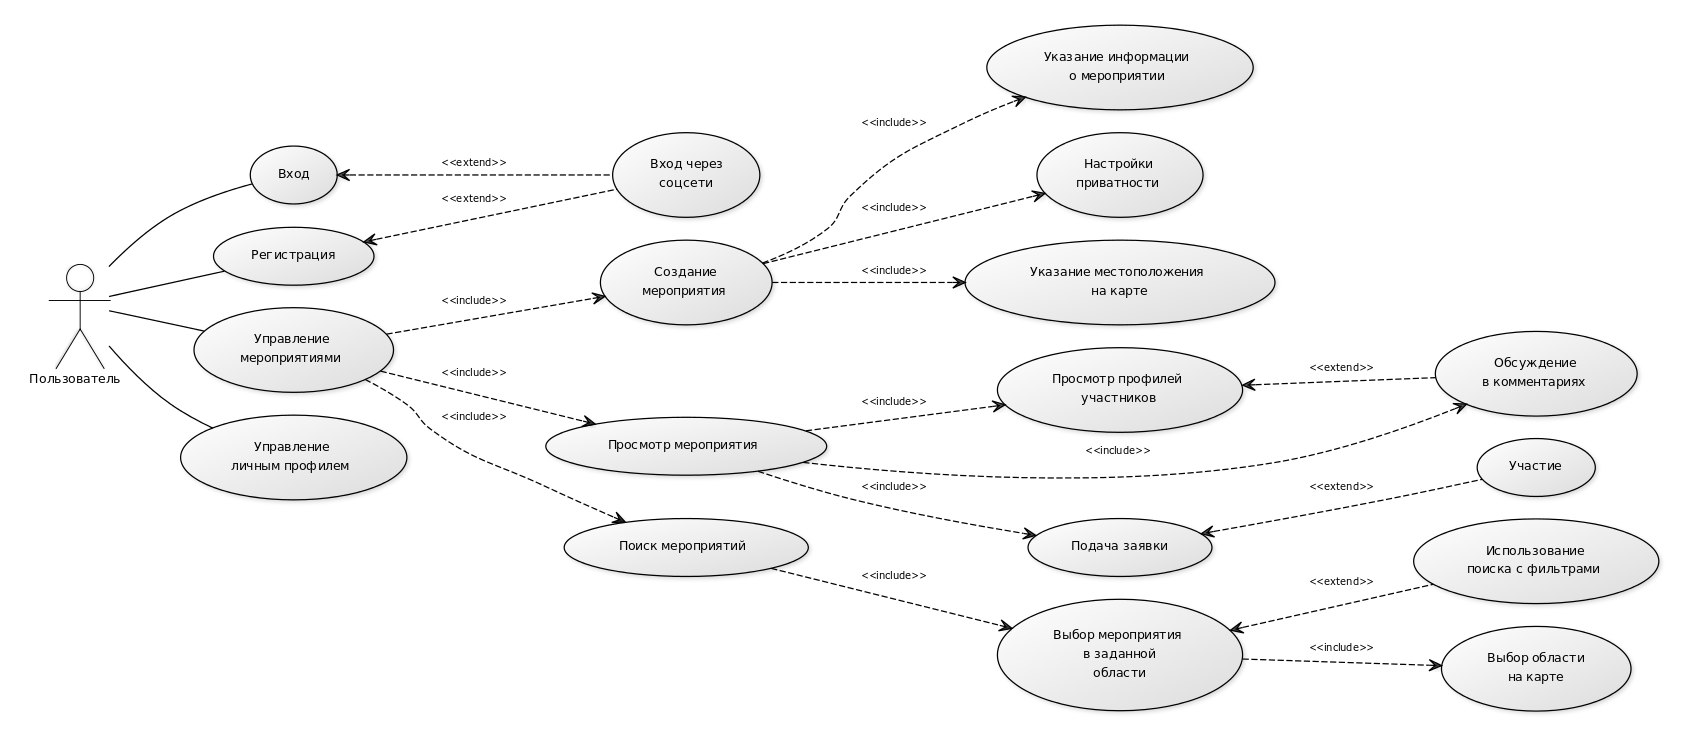 Указание информации
о мероприятии
<<include>>
Вход
<<extend>>
Вход через
соцсети
Настройки
приватности
<<extend>>
<<include>>
Регистрация
Создание
мероприятия
<<include>>
Указание местоположения
на карте
Пользователь
<<include>>
Управление
мероприятиями
<<include>>
Просмотр профилей
участников
<<extend>>
Обсуждение
в комментариях
<<include>>
<<include>>
Управление
личным профилем
Просмотр мероприятия
<<include>>
Участие
<<include>>
<<extend>>
Поиск мероприятий
Подача заявки
Использование
поиска с фильтрами
<<include>>
<<extend>>
Выбор мероприятия
в заданной
области
<<include>>
Выбор области
на карте